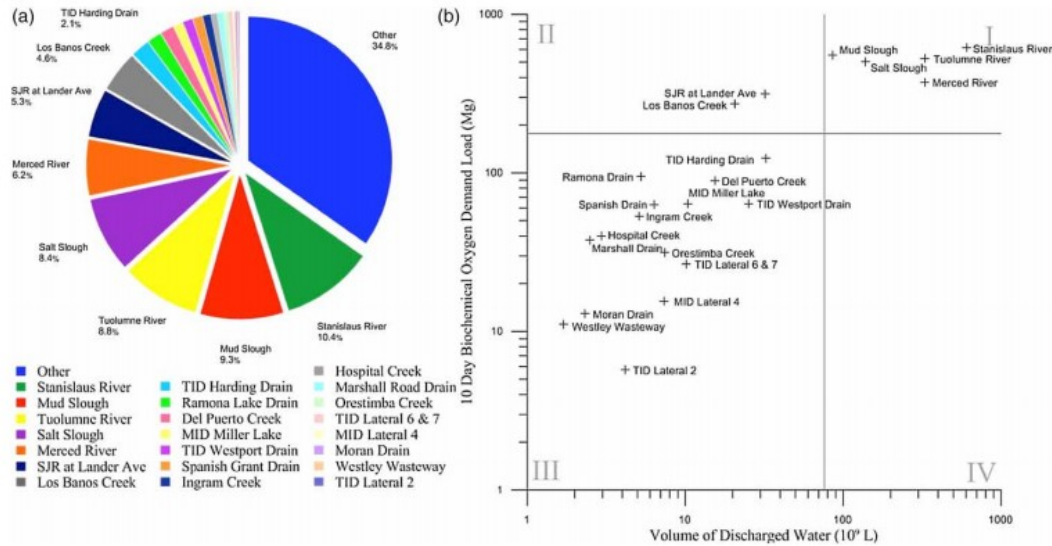 (a)
TID Harding Drain
2.1%
Los Banos Creek
4.6%
SJR at Lander Ave
5.3%
Merced River
6.2%
Salt Slough
8.4%
Tuolumne River
8.8%
Mud Slough
9.3%
Stanislaus River
10.4%
Other
34.8%
Other
Stanislaus River
Mud Slough
Tuolumne River
Salt Slough
Merced River
SJR at Lander Ave
Los Banos Creek
TID Harding Drain
Ramona Lake Drain
Del Puerto Creek
MID Miller Lake
TID Westport Drain
Spanish Grant Drain
Ingram Creek
Hospital Creek
Marshall Road Drain
Orestimba Creek
TID Lateral 6 & 7
MID Lateral 4
Moran Drain
Westley Wasteway
TID Lateral 2
(b)
10 Day Biochemical Oxygen Demand Load (Mg)
1000
100
10
1
II
I
Mud Slough
Stanislaus River
Tuolumne River
Salt Slough
Merced River
SJR at Lander Ave
Los Banos Creek
TID Harding Drain
Ramona Drain
Del Puerto Creek
MID Miller Lake
Spanish Drain
TID Westport Drain
Ingram Creek
Hospital Creek
Marshall Drain
Orestimba Creek
TID Lateral 6 & 7
MID Lateral 4
Moran Drain
Westley Wasteway
TID Lateral 2
III
IV
1
10
100
1000
Volume of Discharged Water (10⁹ L)